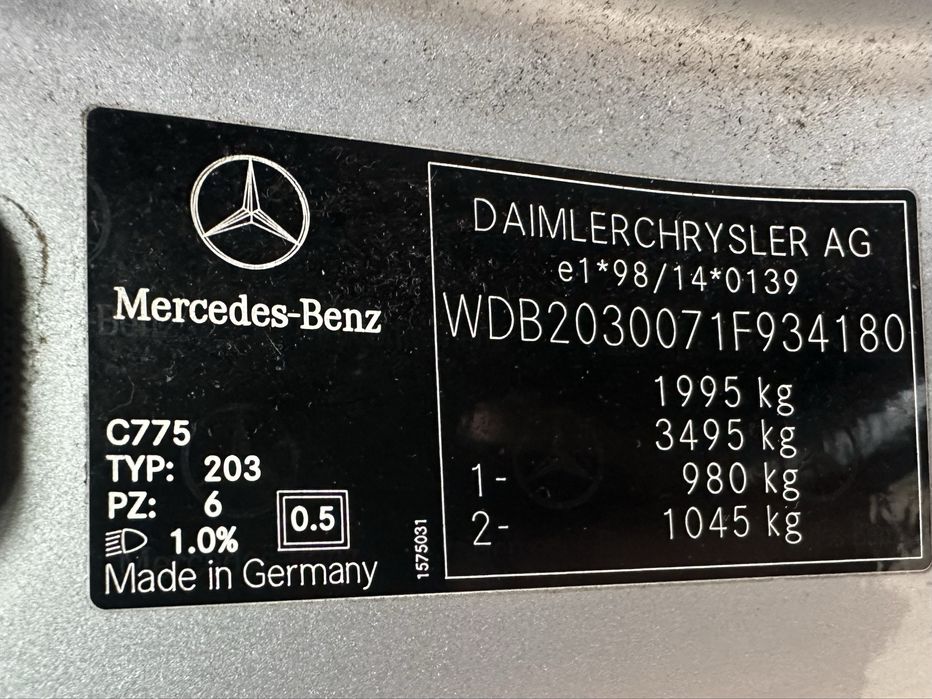 Mercedes-Benz
C775
TYP: 203
PZ: 6
1.0%
0.5
Made in Germany
1575031
DAIMLERCHRYSLER AG
e1*98/14*0139
WDB2030071F934180
1995 kg
3495 kg
1- 980 kg
2- 1045 kg